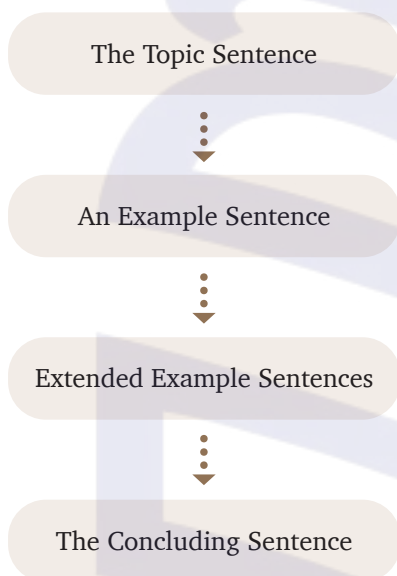 The Topic Sentence
An Example Sentence
Extended Example Sentences
The Concluding Sentence